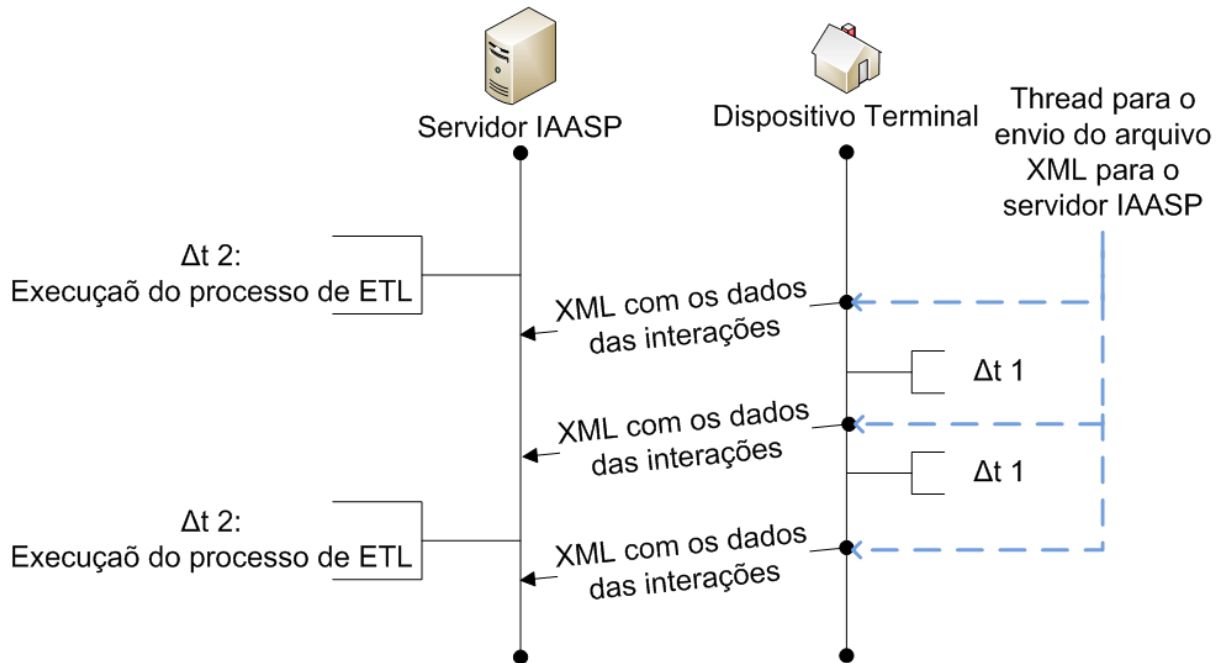 Servidor IAASP
Dispositivo Terminal
Thread para o
envio do arquivo
XML para o
servidor IAASP
Δt 2:
Execuçaõ do processo de ETL
XML com os dados
das interações
Δt 1
XML com os dados
das interações
Δt 1
Δt 2:
Execuçaõ do processo de ETL
XML com os dados
das interações